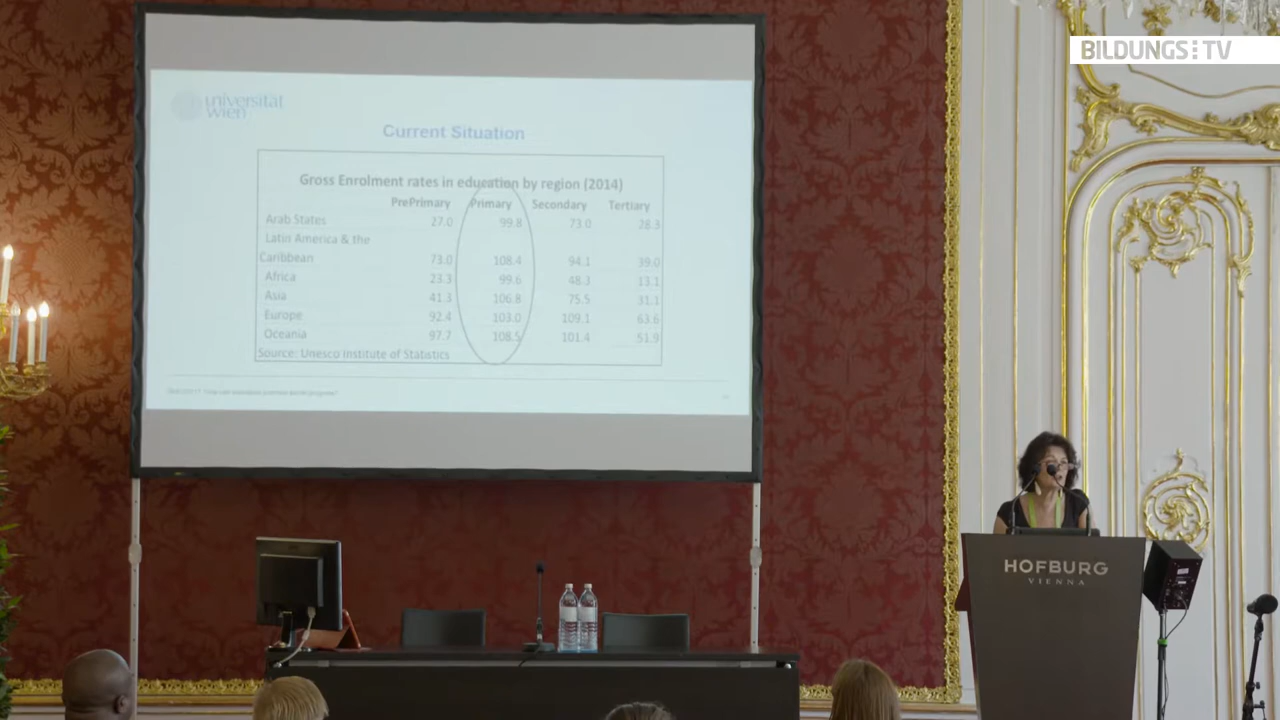 BILDUNGS TV
universität
wien
Current Situation
Gross Enrolment rates in education by region (2014)
PrePrimary Primary Secondary Tertiary
Arab States 27.0 99.8 73.0 28.3
Latin America & the
Caribbean 73.0 108.4 94.1 39.0
Africa 23.3 99.6 48.3 13.1
Asia 41.3 106.8 75.5 31.1
Europe 92.4 103.0 109.1 63.6
Oceania 97.7 108.5 101.4 51.9
Source: Unesco Institute of Statistics
HOFBURG
VIENNA